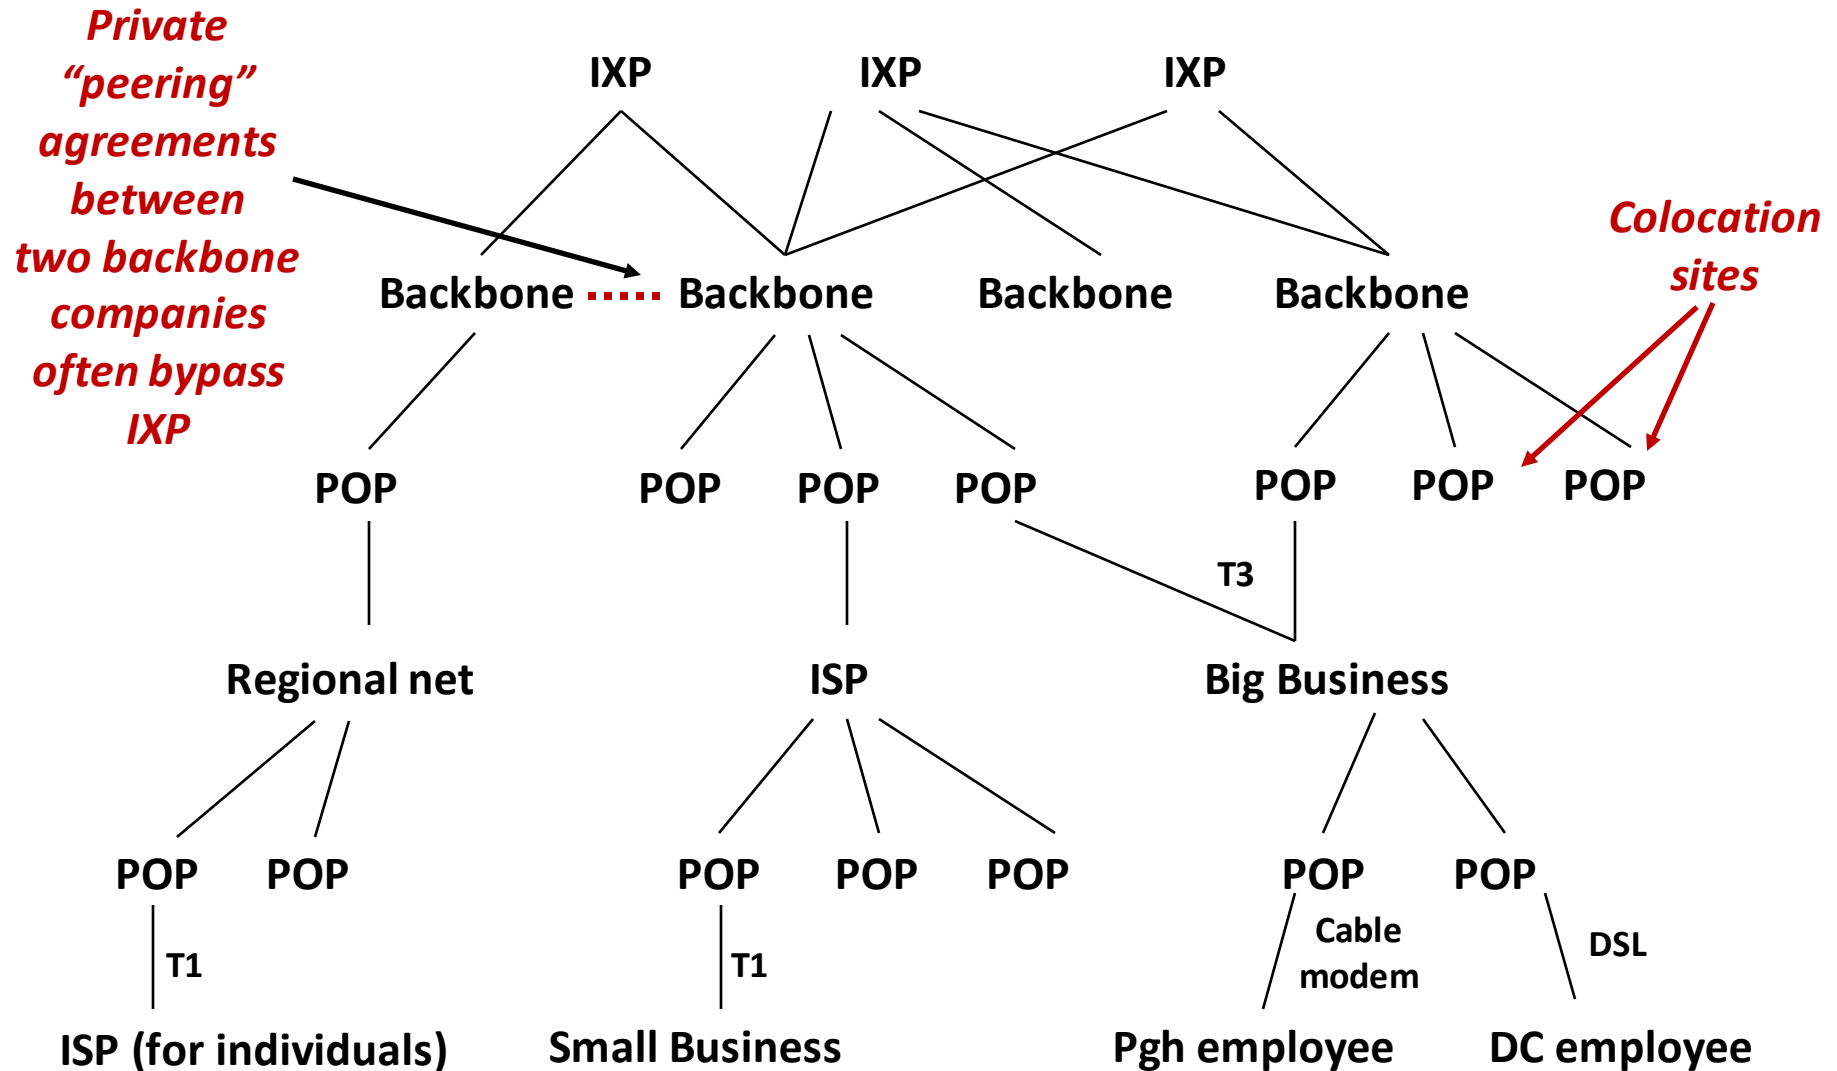 Private
“peering”
agreements
between
two backbone
companies
often bypass
IXP
IXP IXP IXP
Colocation
sites
Backbone Backbone Backbone Backbone
POP POP POP POP POP POP POP
T3
Regional net ISP Big Business
POP POP POP POP POP POP POP
Cable
modem
DSL
T1 T1
ISP (for individuals) Small Business Pgh employee DC employee